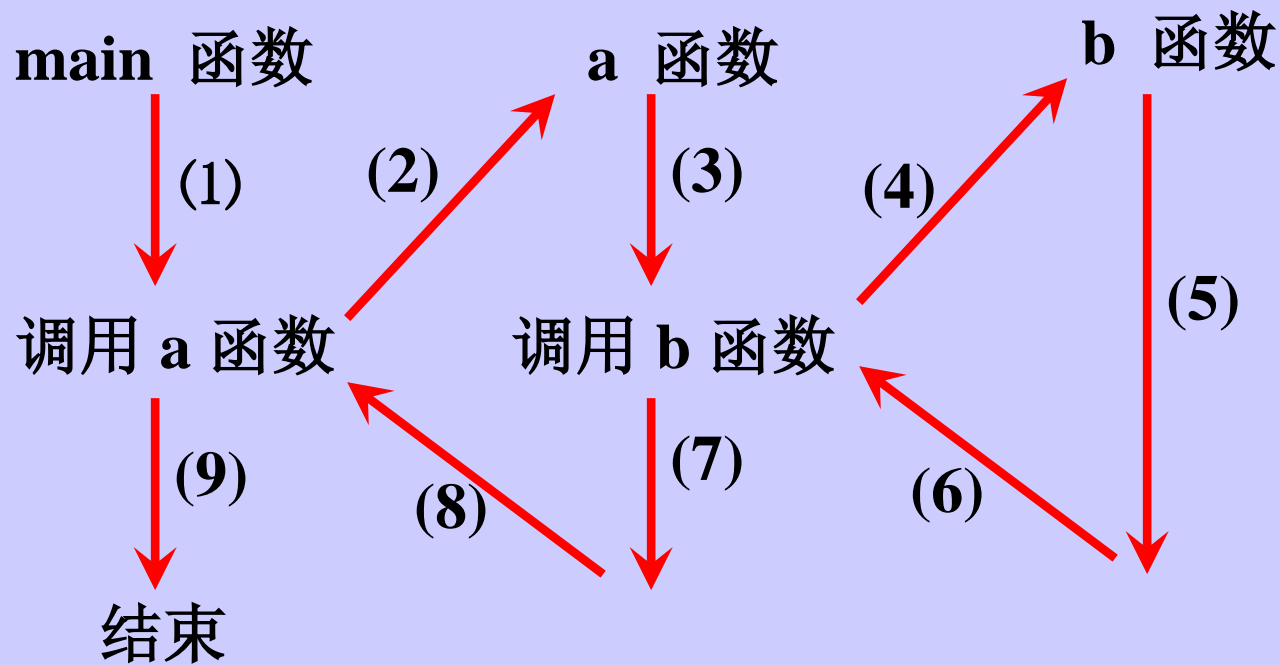 main 函数
a 函数
b 函数
(1)
(2)
(3)
(4)
(5)
调用 a 函数
调用 b 函数
(9)
(8)
(7)
(6)
结束